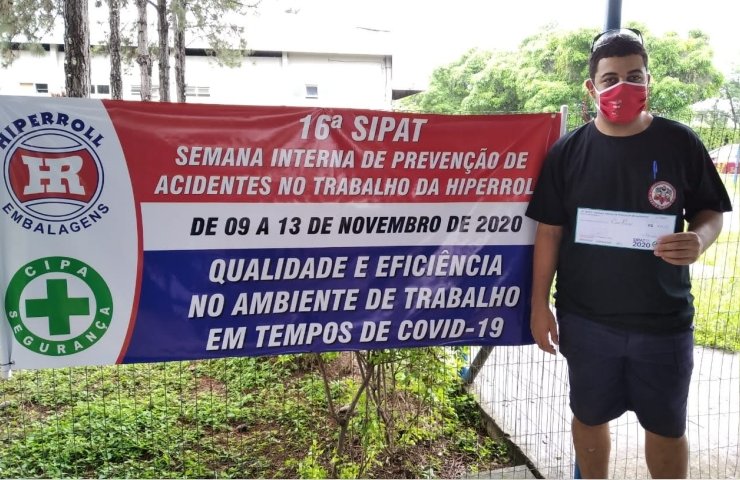 HIPERROLL
HR
EMBALAGENS
CIPA
SEGURANÇA
16ª SIPAT
SEMANA INTERNA DE PREVENÇÃO DE
ACIDENTES NO TRABALHO DA HIPERROL
DE 09 A 13 DE NOVEMBRO DE 2020
QUALIDADE E EFICIÊNCIA
NO AMBIENTE DE TRABALHO
EM TEMPOS DE COVID-19
2020